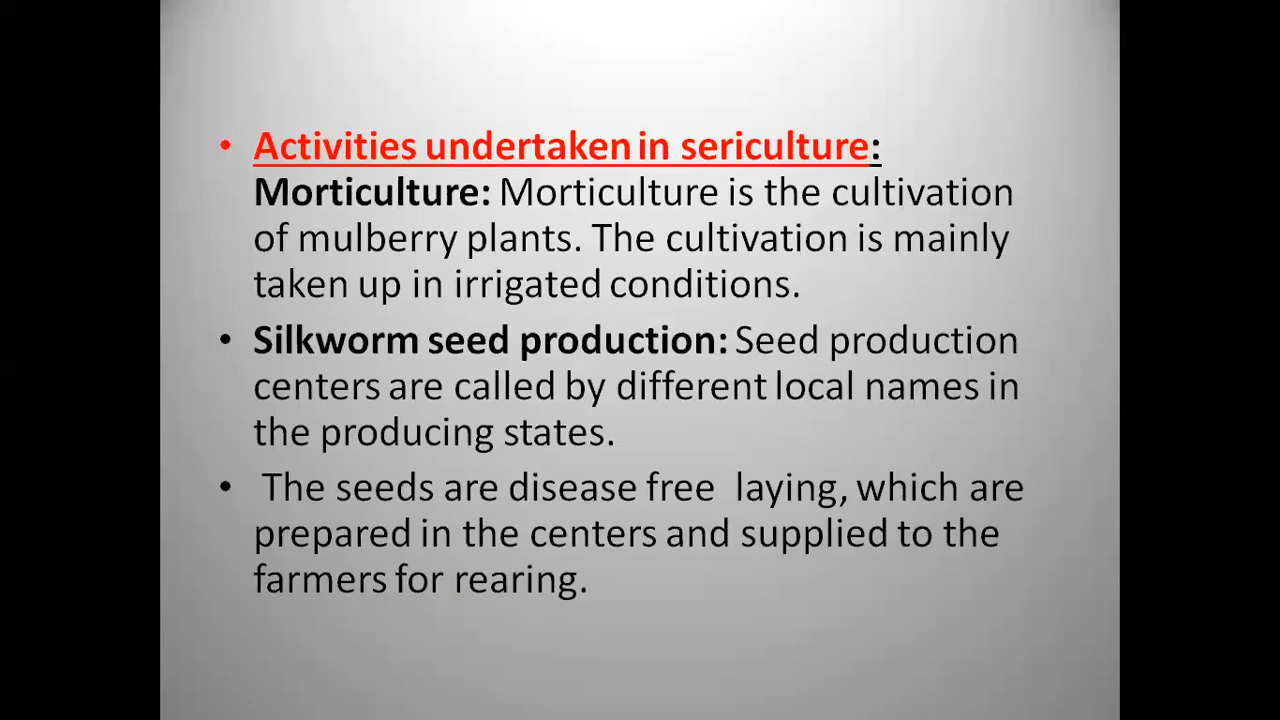 • Activities undertaken in sericulture:
Morticulture: Morticulture is the cultivation
of mulberry plants. The cultivation is mainly
taken up in irrigated conditions.
• Silkworm seed production: Seed production
centers are called by different local names in
the producing states.
• The seeds are disease free laying, which are
prepared in the centers and supplied to the
farmers for rearing.